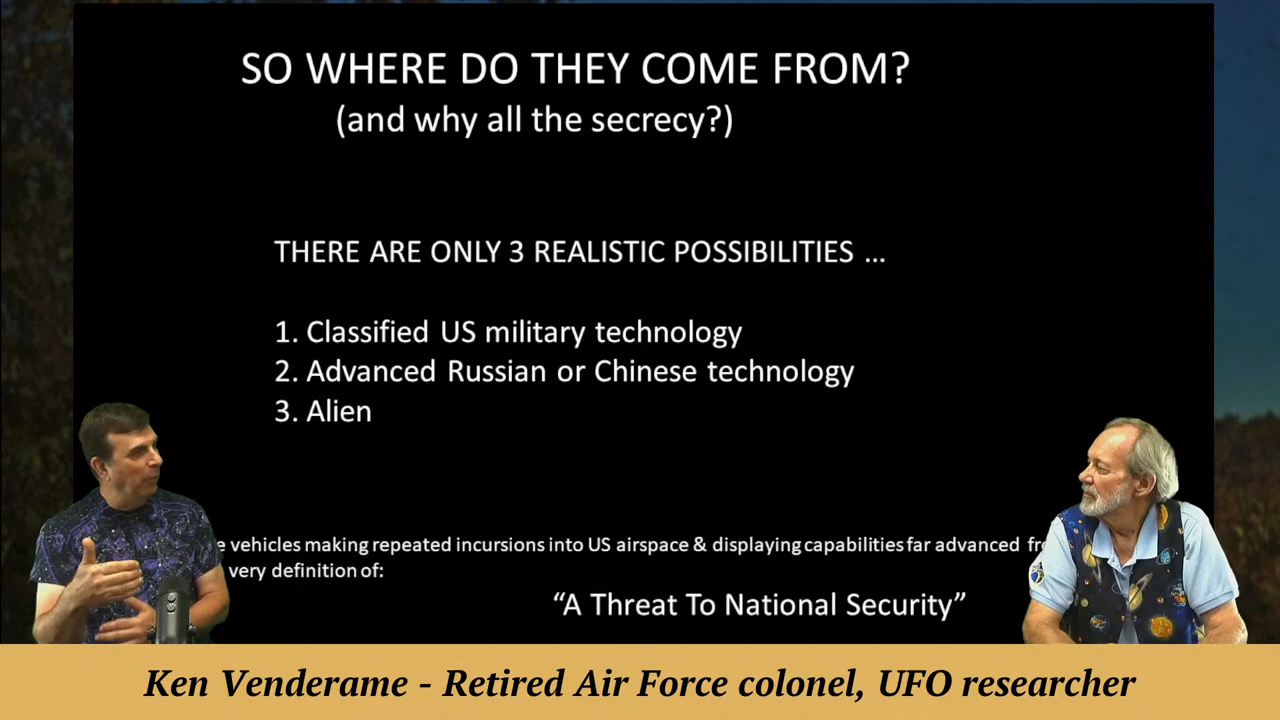 SO WHERE DO THEY COME FROM?
(and why all the secrecy?)
THERE ARE ONLY 3 REALISTIC POSSIBILITIES ...
1. Classified US military technology
2. Advanced Russian or Chinese technology
3. Alien
vehicles making repeated incursions into US airspace & displaying capabilities far advanced
very definition of:
“A Threat To National Security”
Ken Venderame - Retired Air Force colonel, UFO researcher